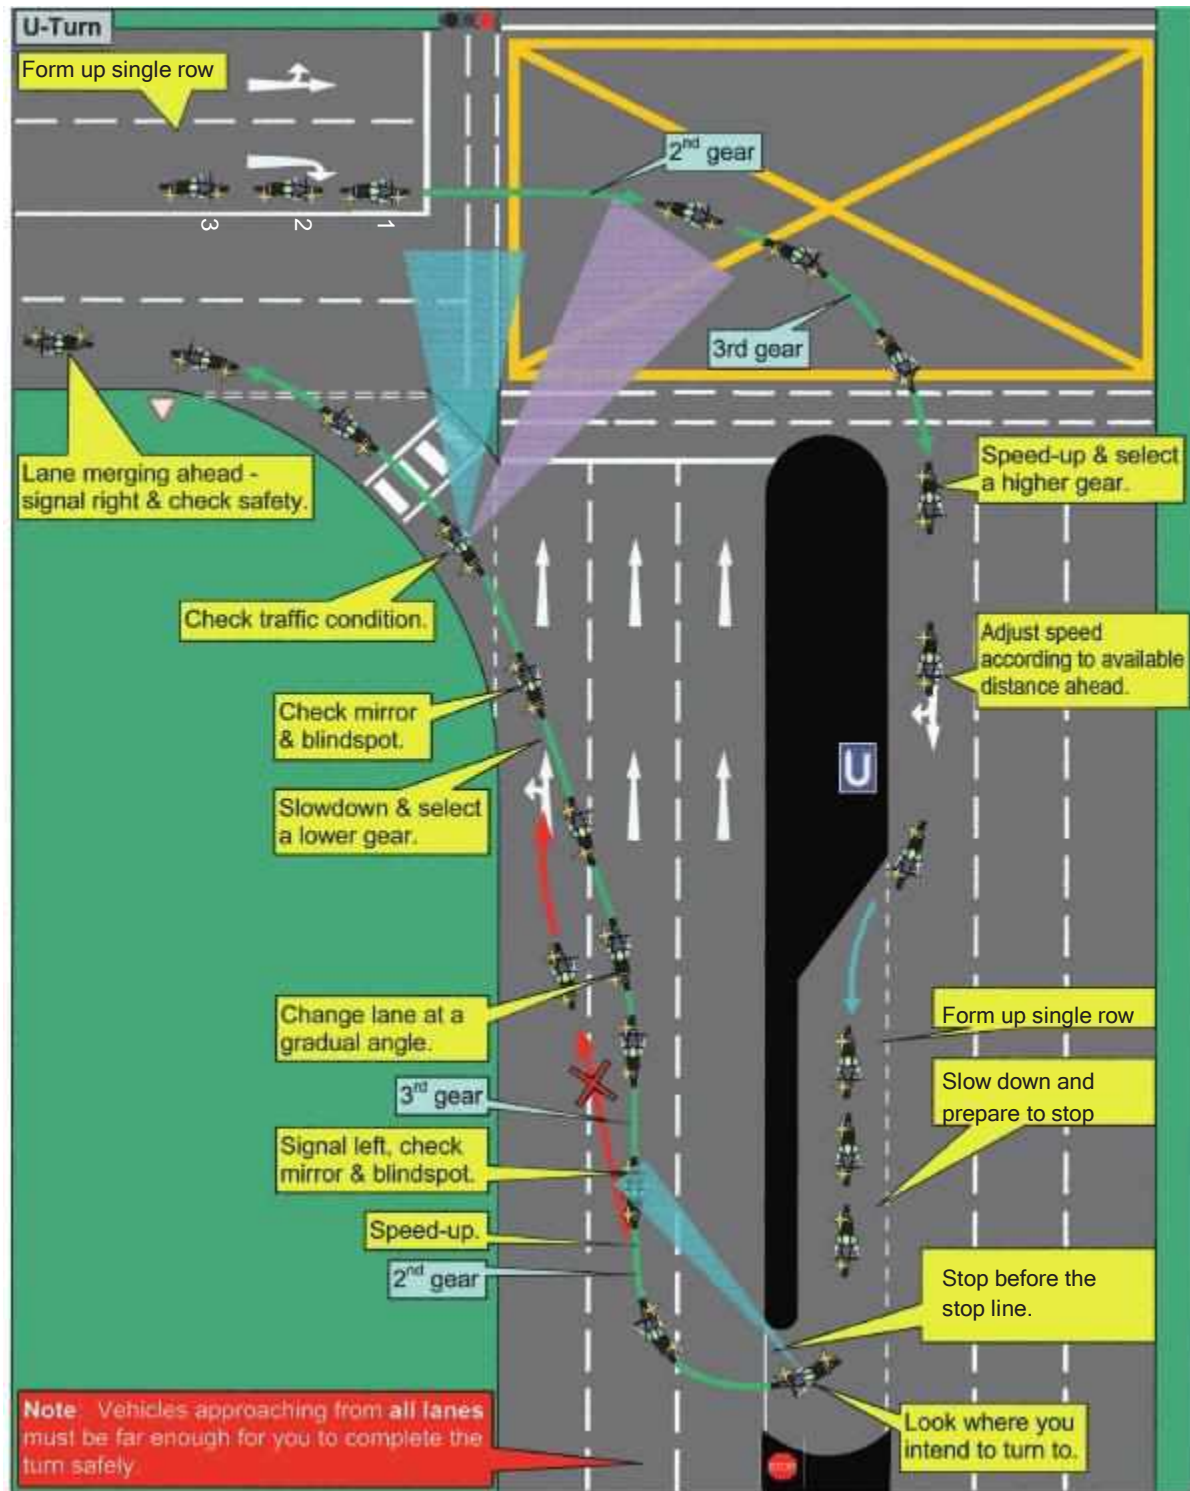 U-Turn
Form up single row
2nd gear
3
2
1
3rd gear
Lane merging ahead -
signal right & check safety.
Speed-up & select
a higher gear.
Check traffic condition.
Adjust speed
according to available
distance ahead.
Check mirror
& blindspot.
U
Slowdown & select
a lower gear.
Change lane at a
gradual angle.
Form up single row
3rd gear
Slow down and
prepare to stop
Signal left, check
mirror & blindspot.
Speed-up.
2nd gear
Stop before the
stop line.
Note: Vehicles approaching from all lanes
must be far enough for you to complete the
turn safely.
Look where you
intend to turn to.
STOP